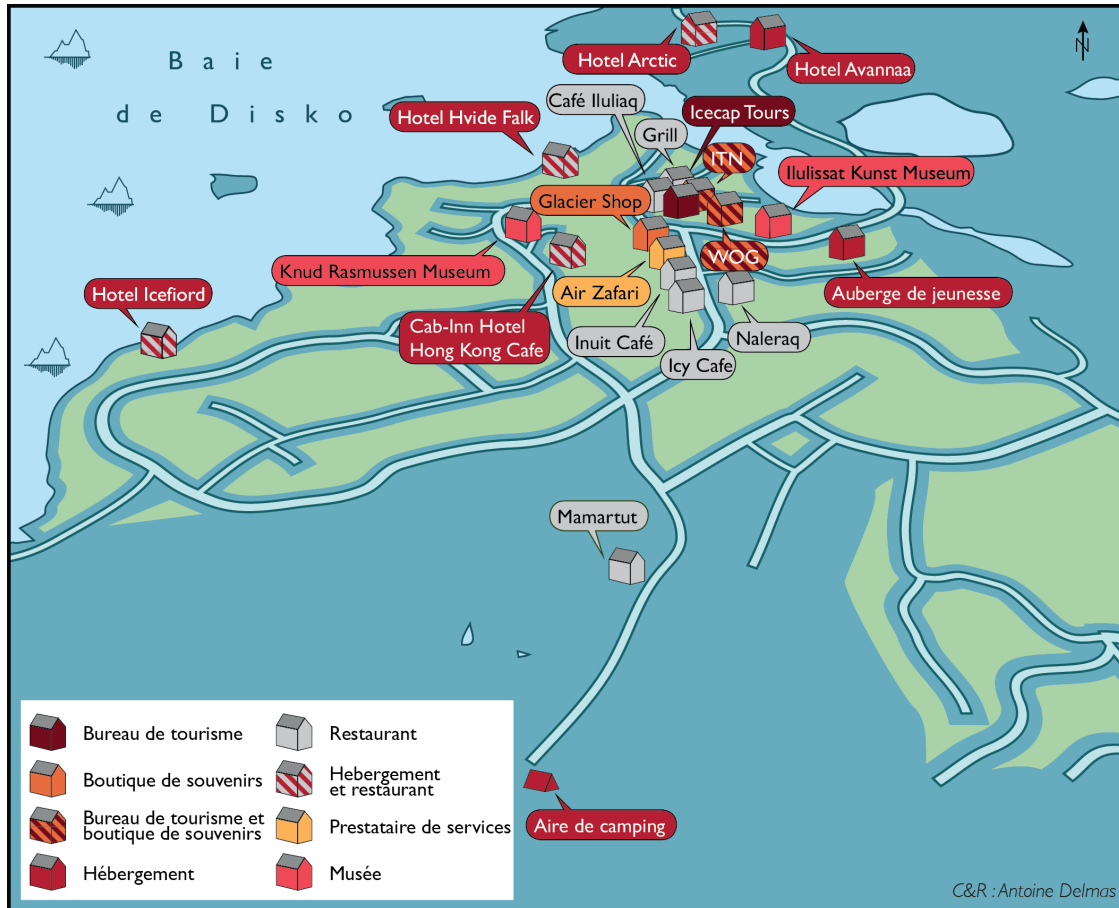 Baie
de Disko
N
Hotel Arctic
Hotel Avannaa
Café Iluliaq
Icecap Tours
Hotel Hvide Falk
Grill
ITN
Ilulissat Kunst Museum
Glacier Shop
WOG
Knud Rasmussen Museum
Air Zafari
Auberge de jeunesse
Hotel Icefiord
Cab-Inn Hotel
Hong Kong Cafe
Inuit Café
Naleraq
Icy Cafe
Mamartut
Aire de camping
Bureau de tourisme
Boutique de souvenirs
Bureau de tourisme et
boutique de souvenirs
Hébergement
Restaurant
Hebergement
et restaurant
Prestataire de services
Musée
C&R : Antoine Delmas